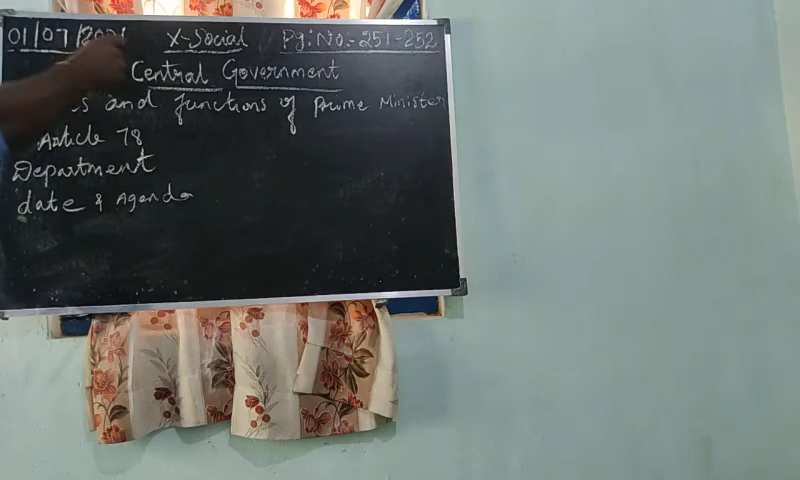 01/07/2021 X-Social Pg:No:-251-252
Central Government
and functions of Prime Minister
Article 78
Department
date & Agenda